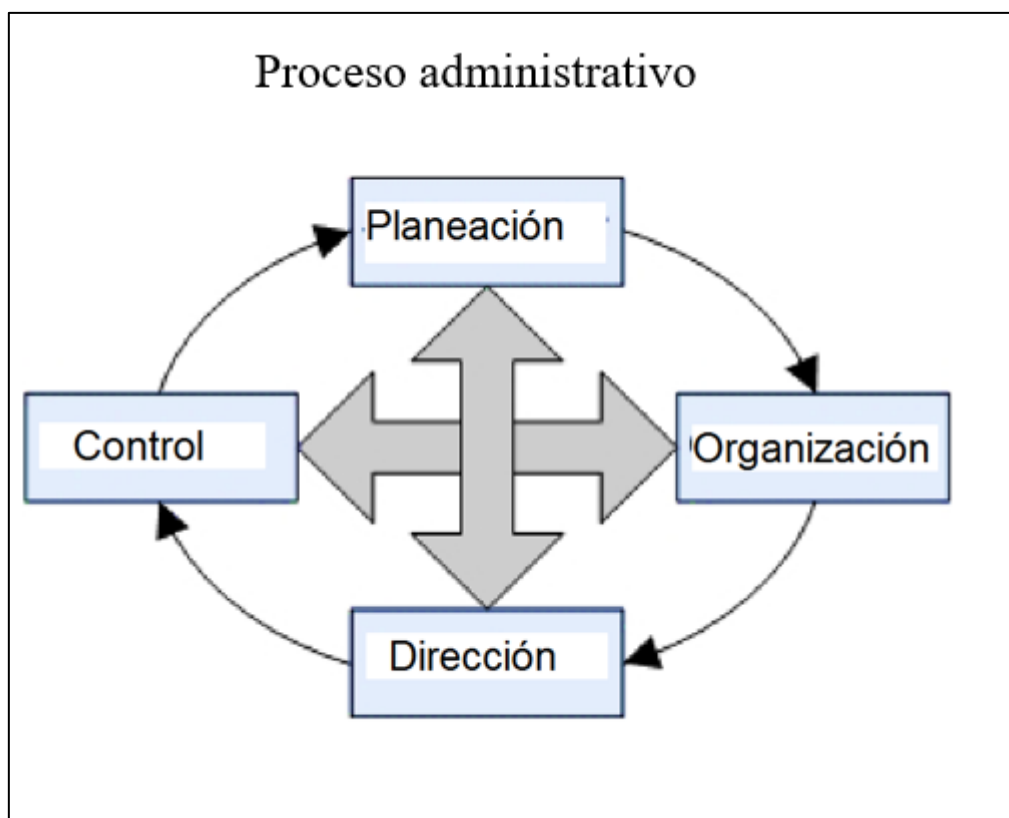 Proceso administrativo
Planeación
Control
Organización
Dirección